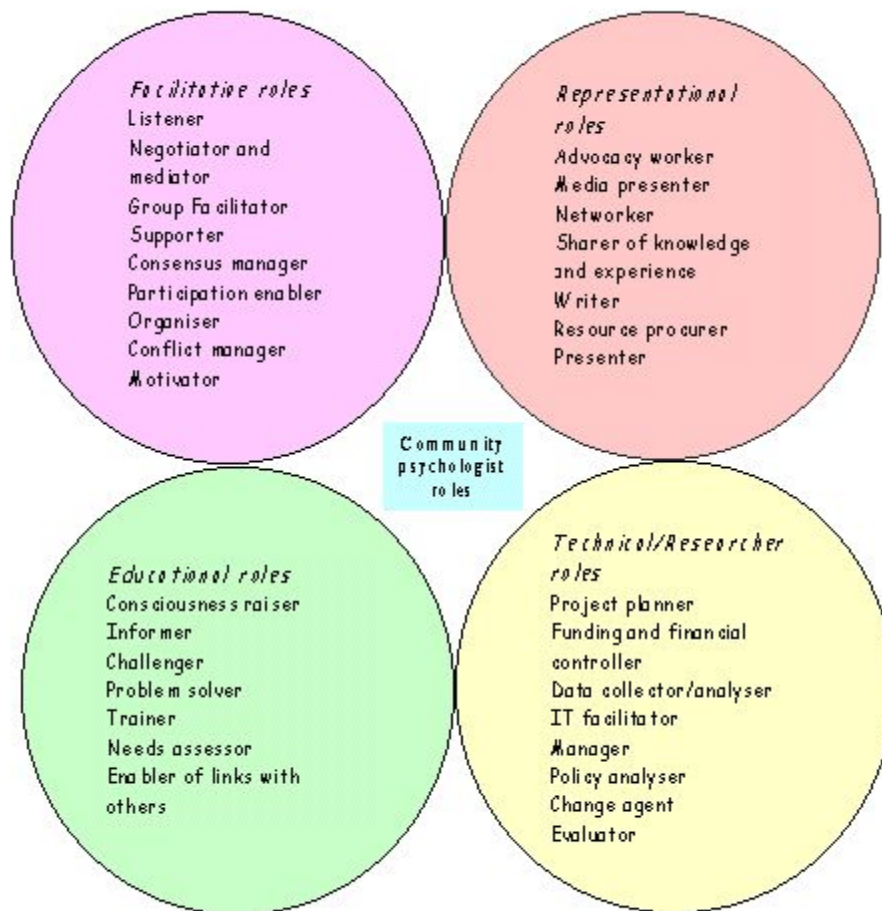 Facilitative roles
Listener
Negotiator and
mediator
Group Facilitator
Supporter
Consensus manager
Participation enabler
Organiser
Conflict manager
Motivator
Representational
roles
Advocacy worker
Media presenter
Networker
Sharer of knowledge
and experience
Writer
Resource procurer
Presenter
Community
psychologist
roles
Educational roles
Consciousness raiser
Informer
Challenger
Problem solver
Trainer
Needs assessor
Enabler of links with
others
Technical/Researcher
roles
Project planner
Funding and financial
controller
Data collector/analyser
IT facilitator
Manager
Policy analyser
Change agent
Evaluator